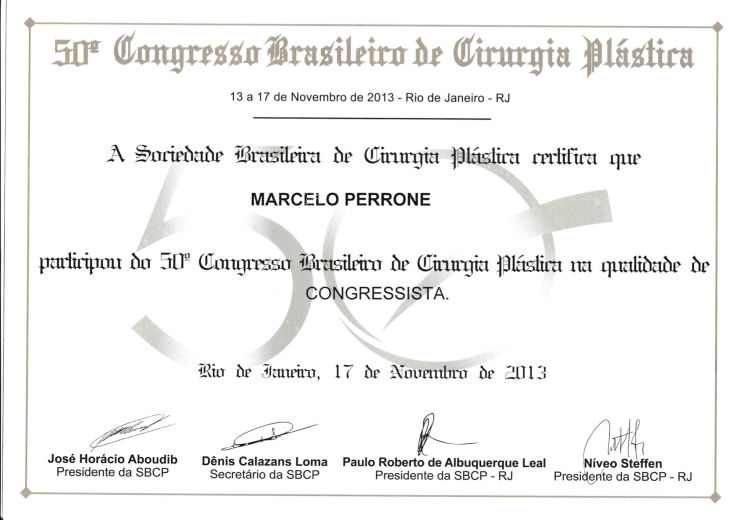 50º Congresso Brasileiro de Cirurgia Plástica
13 a 17 de Novembro de 2013 - Rio de Janeiro - RJ
A Sociedade Brasileira de Cirurgia Plástica certifica que
MARCELO PERRONE
50
participou do 50º Congresso Brasileiro de Cirurgia Plástica na qualidade de
CONGRESSISTA.
Rio de Janeiro, 17 de Novembro de 2013
José Horácio Aboudib Dênis Calazans Loma Paulo Roberto de Albuquerque Leal Níveo Steffen
Presidente da SBCP Secretário da SBCP Presidente da SBCP - RJ Presidente da SBCP - RJ